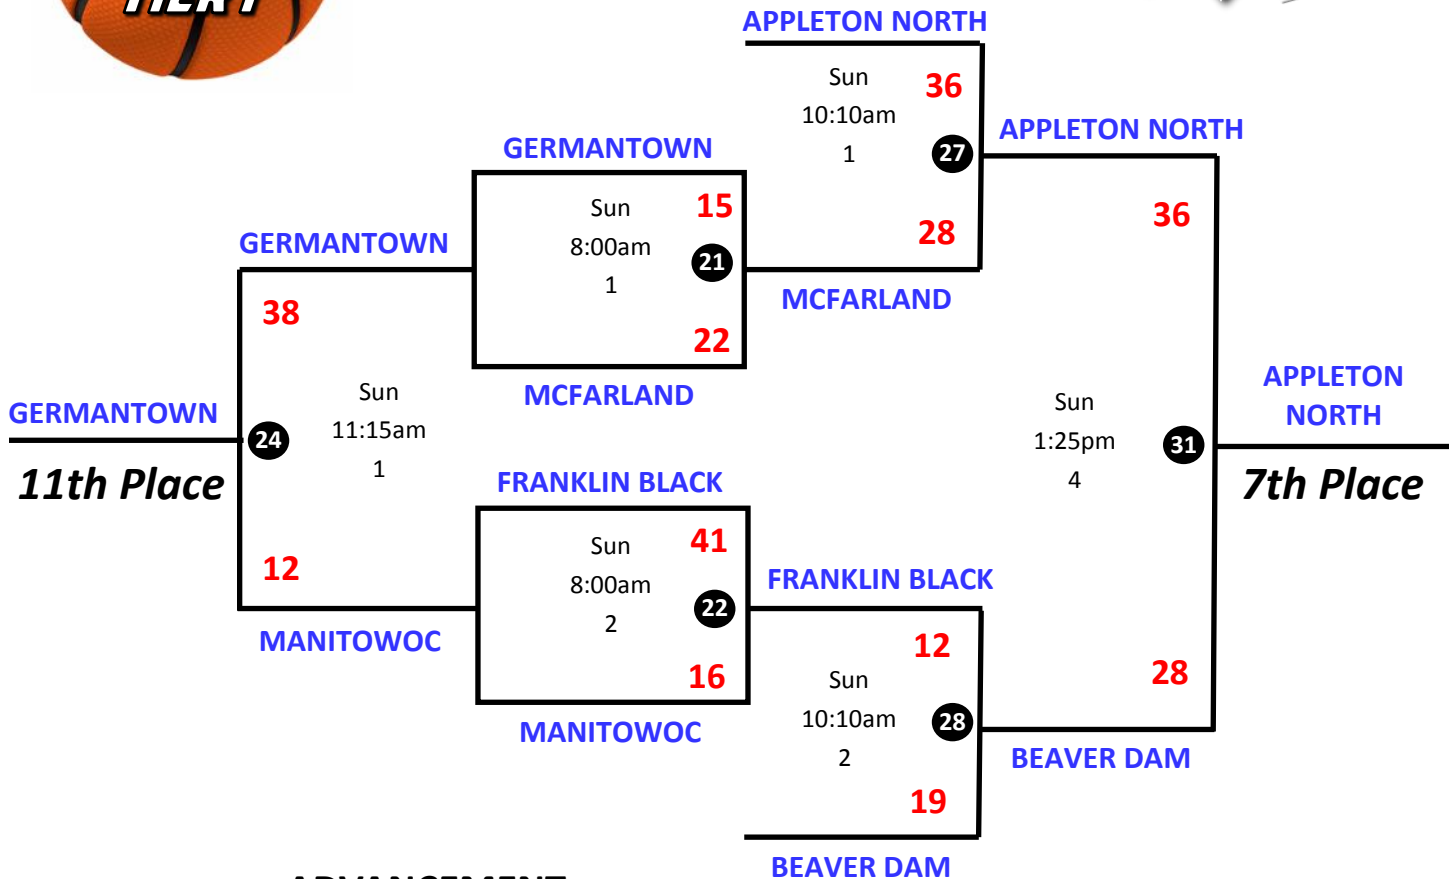 APPLETON NORTH
Sun
10:10am
1
36
27
28
APPLETON NORTH
GERMANTOWN
Sun
8:00am
1
15
21
22
MCFARLAND
MCFARLAND
GERMANTOWN
38
36
GERMANTOWN
24
11th Place
Sun
11:15am
1
12
MANITOWOC
Sun
1:25pm
4
31
APPLETON
NORTH
7th Place
FRANKLIN BLACK
Sun
8:00am
2
41
22
16
MANITOWOC
FRANKLIN BLACK
12
Sun
10:10am
2
28
19
28
BEAVER DAM
BEAVER DAM